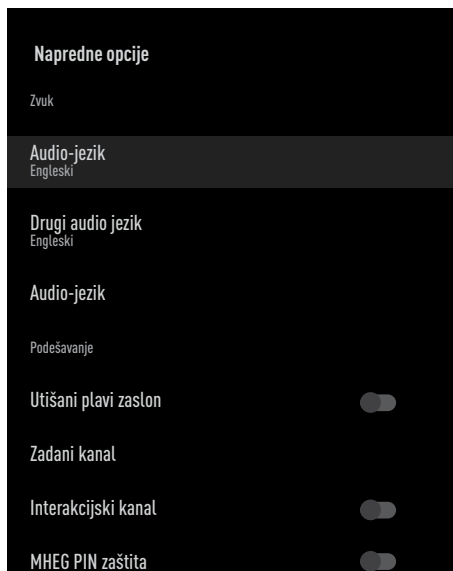 Napredne opcije
Zvuk
Audio-jezik
Engleski
Drugi audio jezik
Engleski
Audio-jezik
Podešavanje
Utišani plavi zaslon
Zadani kanal
Interakcijski kanal
MHEG PIN zaštita